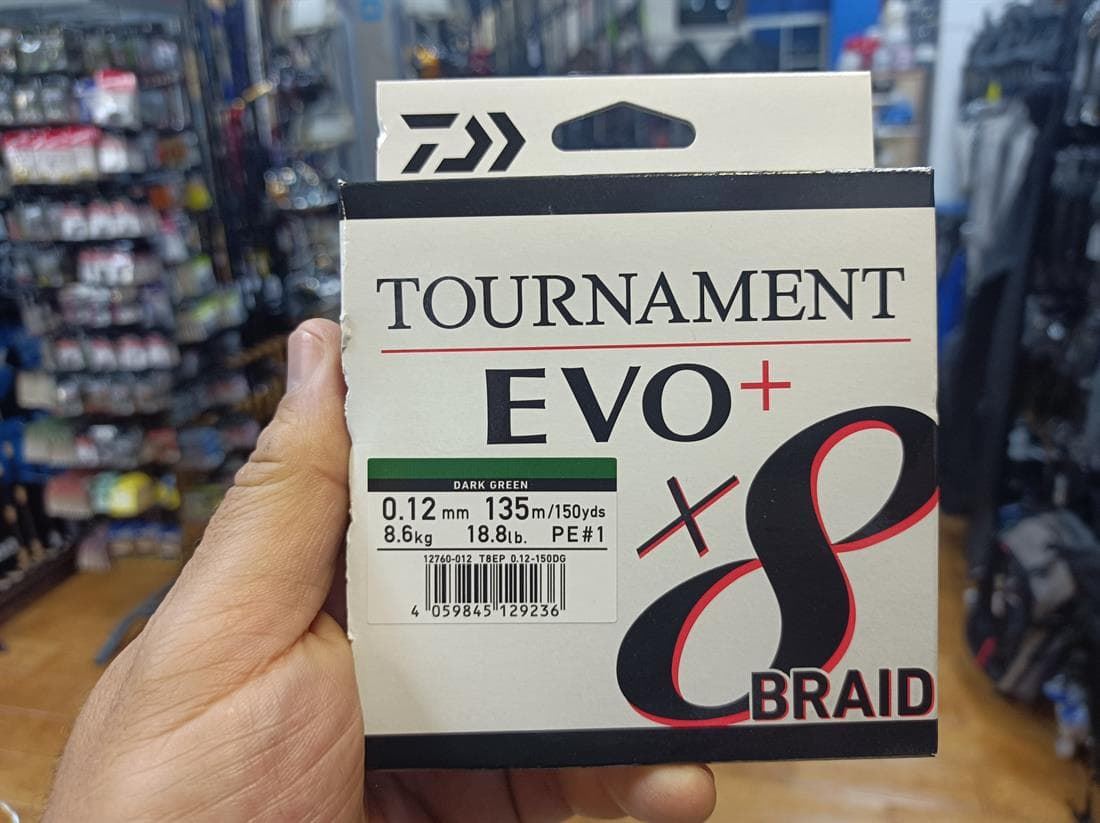 TOURNAMENT
EVO+
x8
BRAID
DARK GREEN
0.12 mm 135m/150yds
8.6kg 18.8lb. PE#1
12760-012 T8EP 0.12-150DG
4 059845 129236